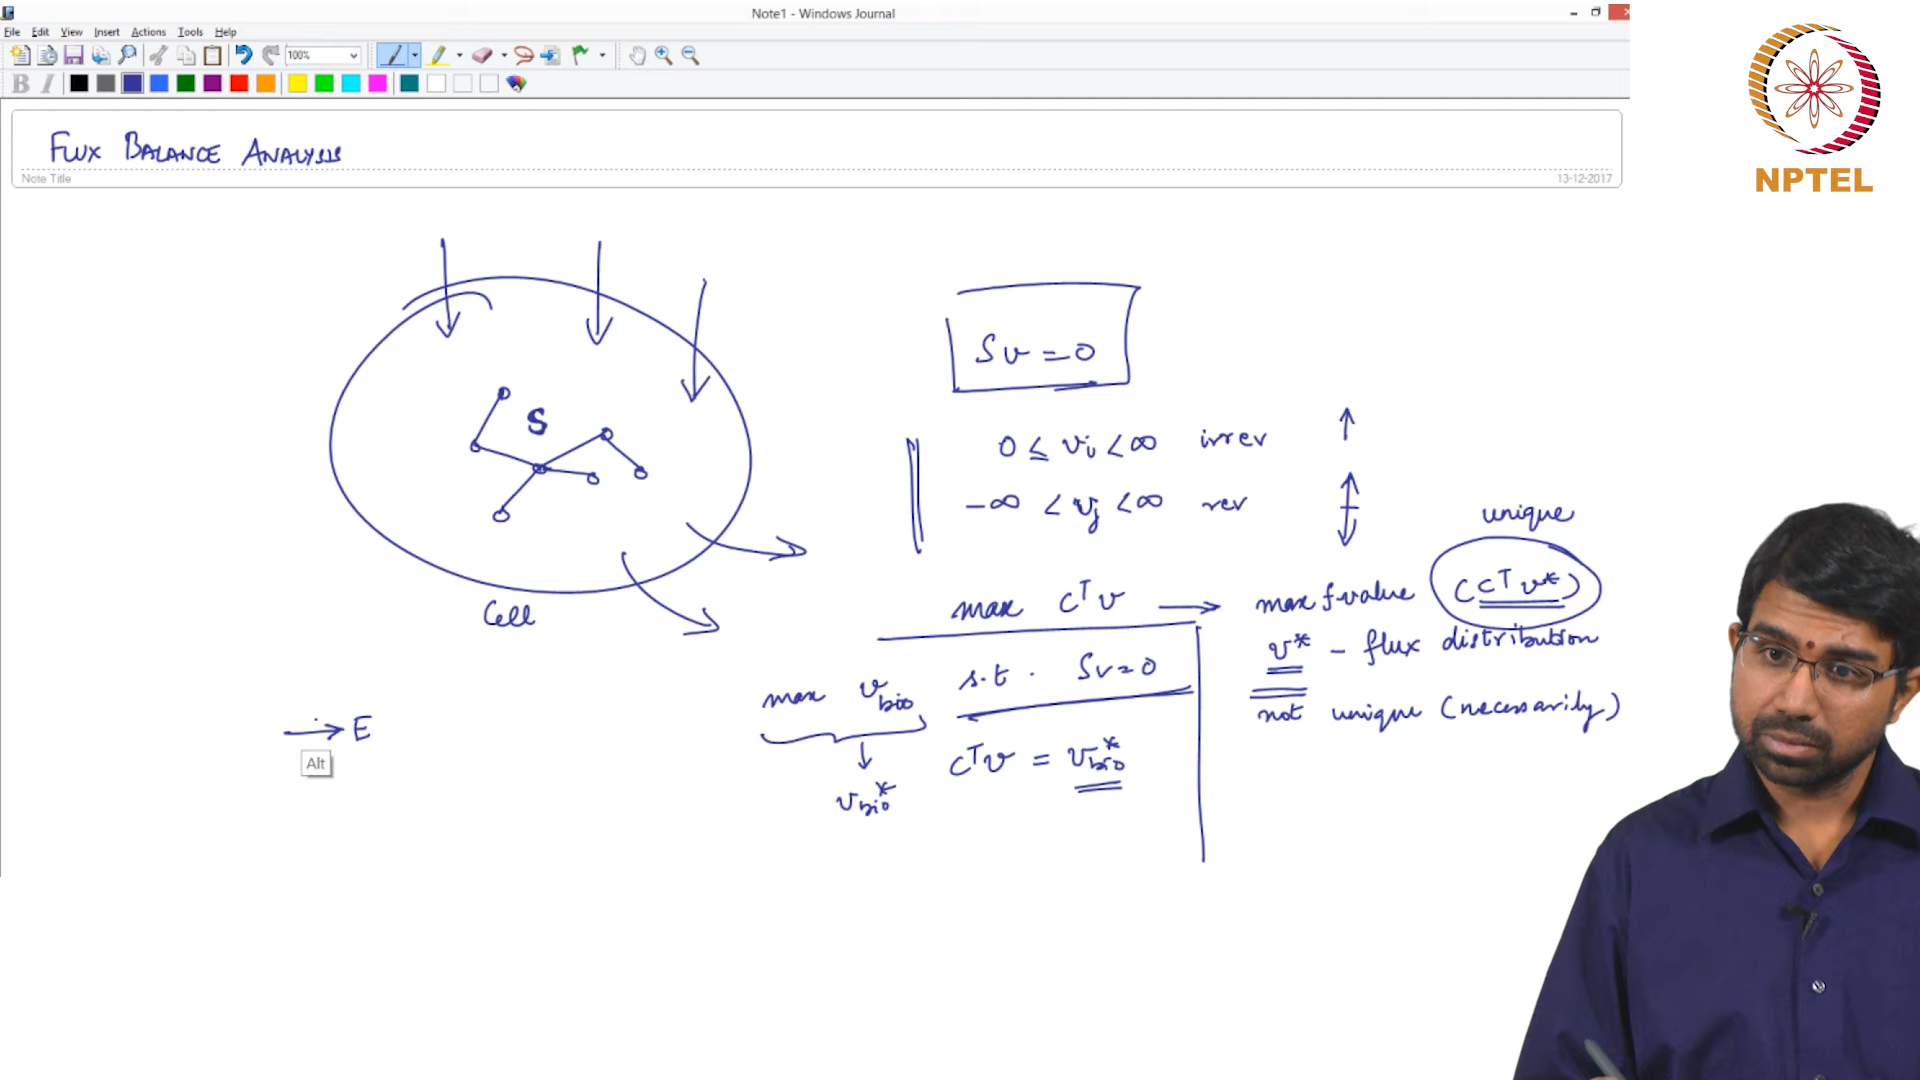 Note1 - Windows Journal
File Edit View Insert Actions Tools Help
100%
B I
FLUX BALANCE ANALYSIS
Note Title
13-12-2017
NPTEL
S
Cell
Sv = 0
0 ≤ vi < ∞ irrev
-∞ < vj < ∞ rev
unique
max cᵀv → max f.value (cᵀv*)
v* - flux distribution
not unique (necessarily)
s.t. Sv=0
max vbio
cᵀv = vbio*
vbio*
→ E
Alt